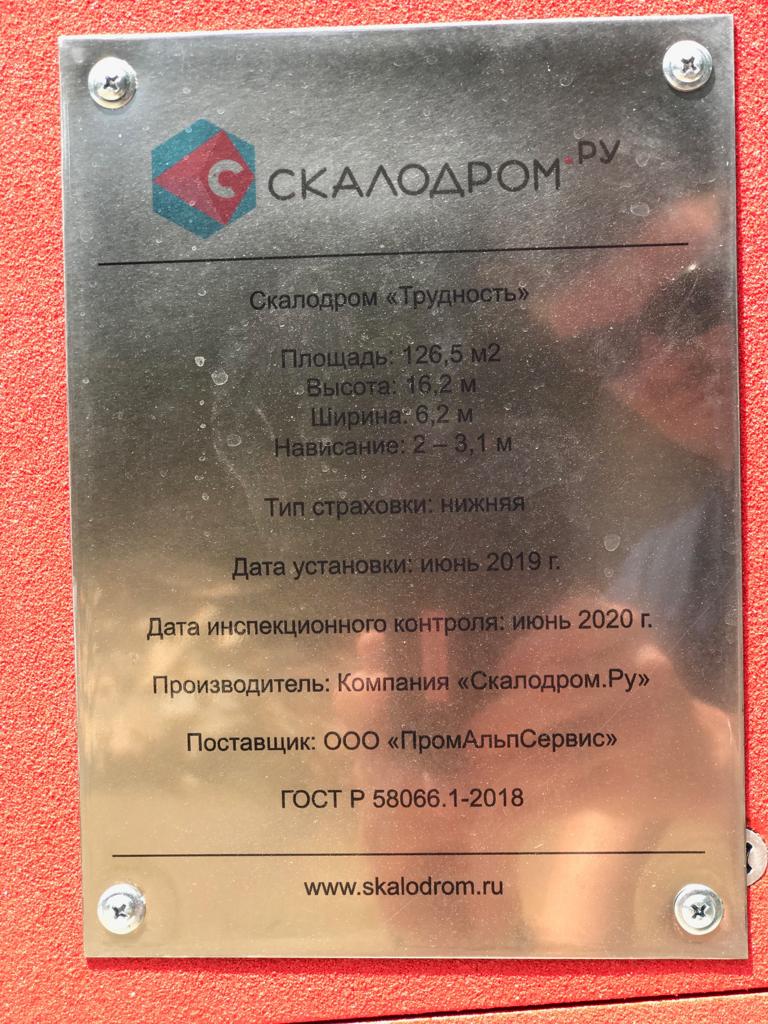 С СКАЛОДРОМ.РУ
Скалодром «Трудность»
Площадь: 126,5 м2
Высота: 16,2 м
Ширина: 6,2 м
Нависание: 2 – 3,1 м
Тип страховки: нижняя
Дата установки: июнь 2019 г.
Дата инспекционного контроля: июнь 2020 г.
Производитель: Компания «Скалодром.Ру»
Поставщик: ООО «ПромАльпСервис»
ГОСТ Р 58066.1-2018
www.skalodrom.ru